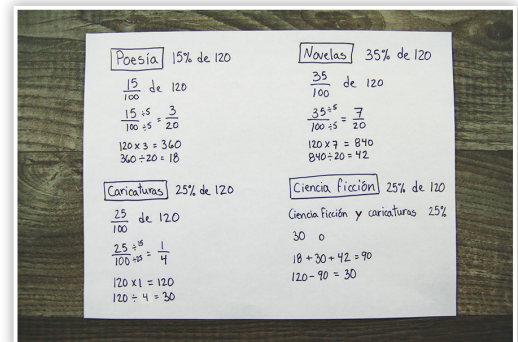 Poesía 15% de 120
15/100 de 120
15÷5/100÷5 = 3/20
120 x 3 = 360
360 ÷ 20 = 18
Novelas 35% de 120
35/100 de 120
35÷5/100÷5 = 7/20
120 x 7 = 840
840 ÷ 20 = 42
Caricaturas 25% de 120
25/100 de 120
25÷25/100÷25 = 1/4
120 x 1 = 120
120 ÷ 4 = 30
Ciencia ficción 25% de 120
Ciencia ficción y caricaturas 25%
30 o
18 + 30 + 42 = 90
120 - 90 = 30